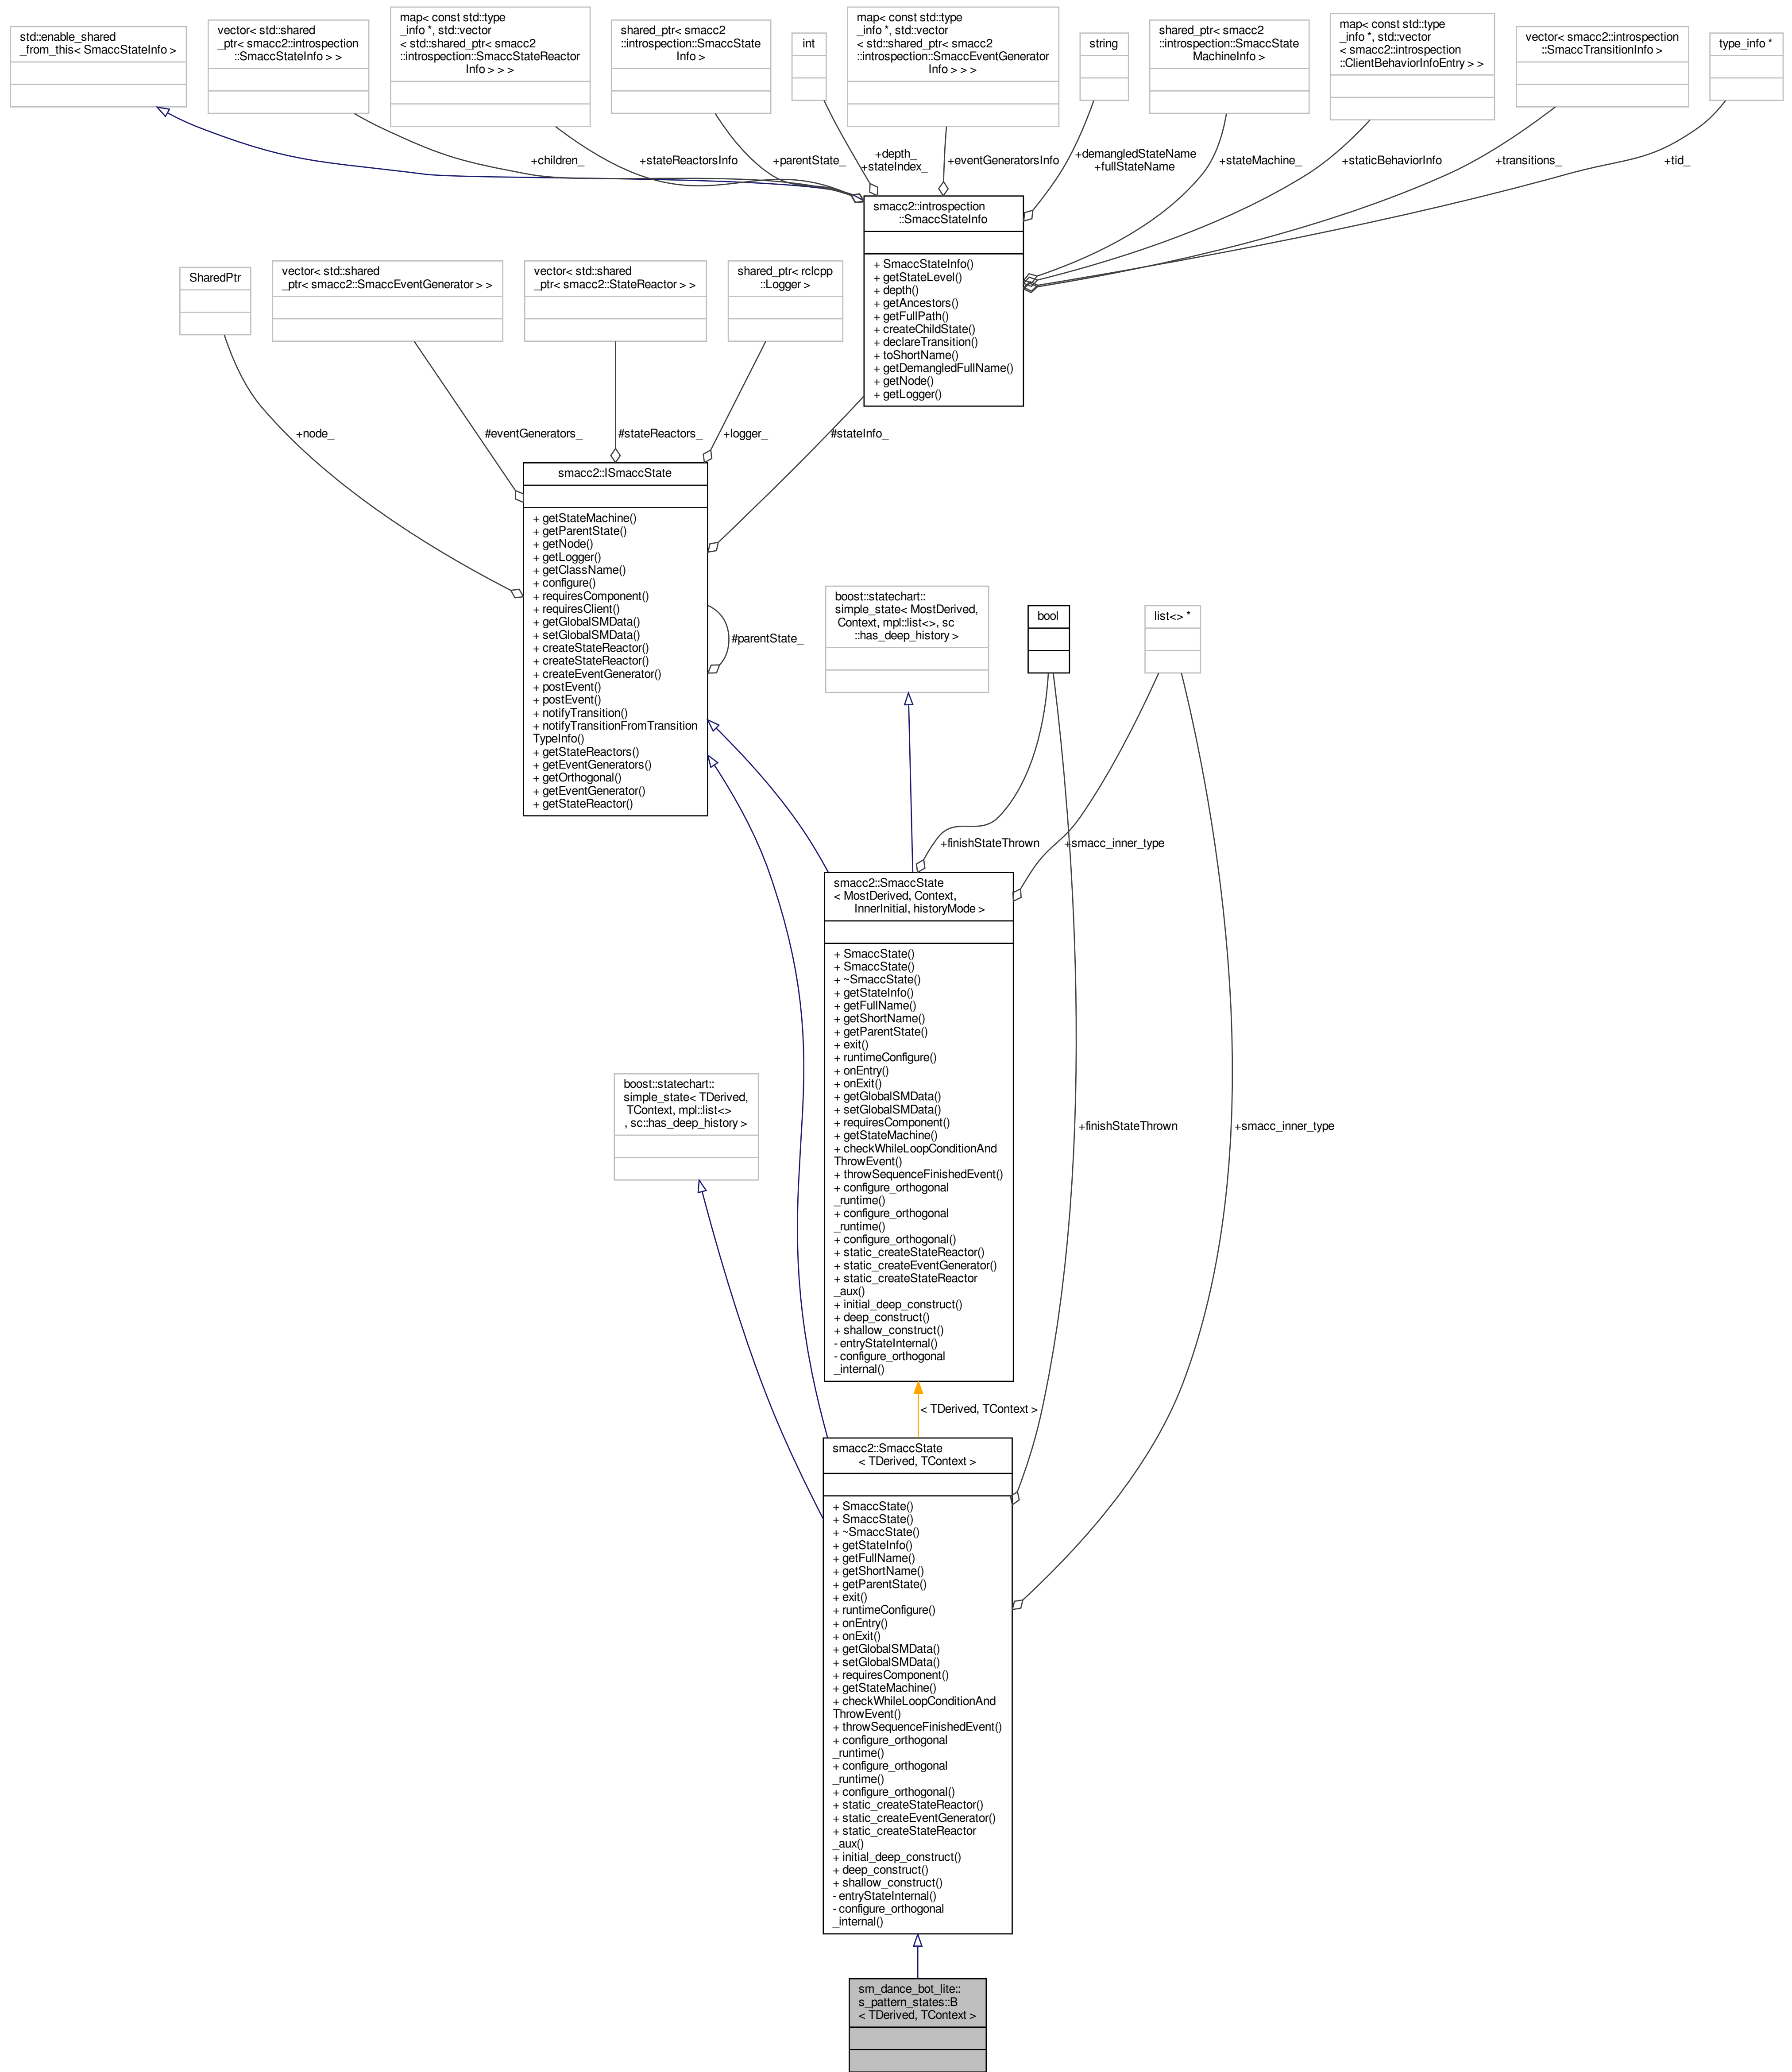 std::enable_shared
_from_this< SmaccStateInfo >
vector< std::shared
_ptr< smacc2::introspection
::SmaccStateInfo > >
map< const std::type
_info *, std::vector
< std::shared_ptr< smacc2
::introspection::SmaccStateReactor
Info > > >
shared_ptr< smacc2
::introspection::SmaccState
Info >
int
map< const std::type
_info *, std::vector
< std::shared_ptr< smacc2
::introspection::SmaccEventGenerator
Info > > >
string
shared_ptr< smacc2
::introspection::SmaccState
MachineInfo >
map< const std::type
_info *, std::vector
< smacc2::introspection
::ClientBehaviorInfoEntry > >
vector< smacc2::introspection
::SmaccTransitionInfo >
type_info *
+children_
+stateReactorsInfo
+parentState_
+depth_
+stateIndex_
+eventGeneratorsInfo
+demangledStateName
+fullStateName
+stateMachine_
+staticBehaviorInfo
+transitions_
+tid_
smacc2::introspection
::SmaccStateInfo
+ SmaccStateInfo()
+ getStateLevel()
+ depth()
+ getAncestors()
+ getFullPath()
+ createChildState()
+ declareTransition()
+ toShortName()
+ getDemangledFullName()
+ getNode()
+ getLogger()
SharedPtr
vector< std::shared
_ptr< smacc2::SmaccEventGenerator > >
vector< std::shared
_ptr< smacc2::StateReactor > >
shared_ptr< rclcpp
::Logger >
+node_
#eventGenerators_
#stateReactors_
+logger_
#stateInfo_
smacc2::ISmaccState
+ getStateMachine()
+ getParentState()
+ getNode()
+ getLogger()
+ getClassName()
+ configure()
+ requiresComponent()
+ requiresClient()
+ getGlobalSMData()
+ setGlobalSMData()
+ createStateReactor()
+ createStateReactor()
+ createEventGenerator()
+ postEvent()
+ postEvent()
+ notifyTransition()
+ notifyTransitionFromTransition
TypeInfo()
+ getStateReactors()
+ getEventGenerators()
+ getOrthogonal()
+ getEventGenerator()
+ getStateReactor()
#parentState_
boost::statechart::
simple_state< MostDerived,
Context, mpl::list<>, sc
::has_deep_history >
bool
list<> *
+finishStateThrown
+smacc_inner_type
smacc2::SmaccState
< MostDerived, Context,
InnerInitial, historyMode >
+ SmaccState()
+ SmaccState()
+ ~SmaccState()
+ getStateInfo()
+ getFullName()
+ getShortName()
+ getParentState()
+ exit()
+ runtimeConfigure()
+ onEntry()
+ onExit()
+ getGlobalSMData()
+ setGlobalSMData()
+ requiresComponent()
+ getStateMachine()
+ checkWhileLoopConditionAnd
ThrowEvent()
+ throwSequenceFinishedEvent()
+ configure_orthogonal
_runtime()
+ configure_orthogonal
_runtime()
+ configure_orthogonal()
+ static_createStateReactor()
+ static_createEventGenerator()
+ static_createStateReactor
_aux()
+ initial_deep_construct()
+ deep_construct()
+ shallow_construct()
- entryStateInternal()
- configure_orthogonal
_internal()
boost::statechart::
simple_state< TDerived,
TContext, mpl::list<>
, sc::has_deep_history >
+finishStateThrown
+smacc_inner_type
< TDerived, TContext >
smacc2::SmaccState
< TDerived, TContext >
+ SmaccState()
+ SmaccState()
+ ~SmaccState()
+ getStateInfo()
+ getFullName()
+ getShortName()
+ getParentState()
+ exit()
+ runtimeConfigure()
+ onEntry()
+ onExit()
+ getGlobalSMData()
+ setGlobalSMData()
+ requiresComponent()
+ getStateMachine()
+ checkWhileLoopConditionAnd
ThrowEvent()
+ throwSequenceFinishedEvent()
+ configure_orthogonal
_runtime()
+ configure_orthogonal
_runtime()
+ configure_orthogonal()
+ static_createStateReactor()
+ static_createEventGenerator()
+ static_createStateReactor
_aux()
+ initial_deep_construct()
+ deep_construct()
+ shallow_construct()
- entryStateInternal()
- configure_orthogonal
_internal()
sm_dance_bot_lite::
s_pattern_states::B
< TDerived, TContext >